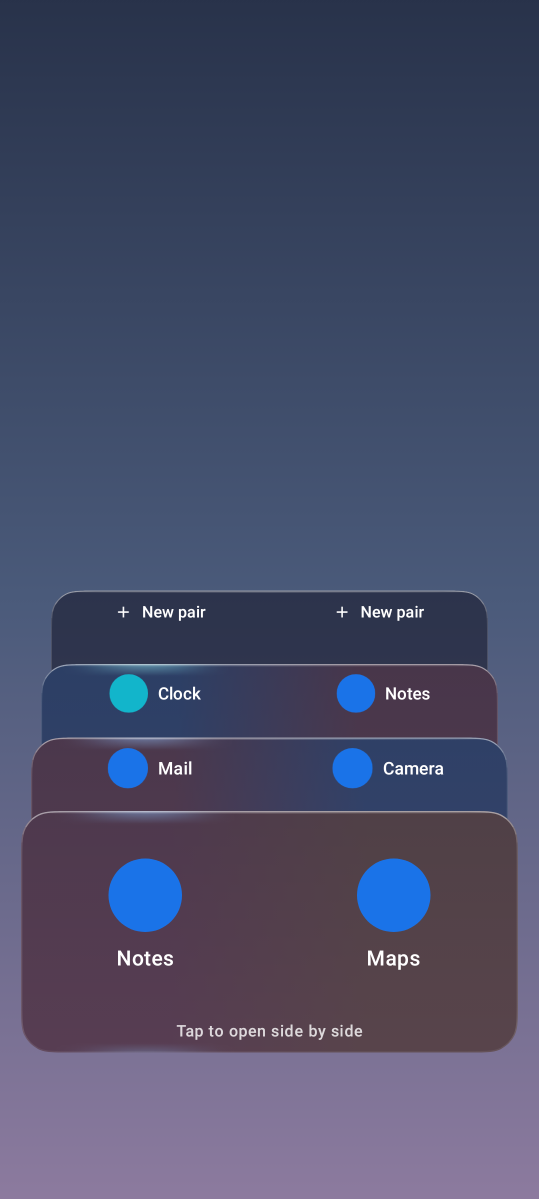 + New pair + New pair
Clock Notes
Mail Camera
Notes Maps
Tap to open side by side